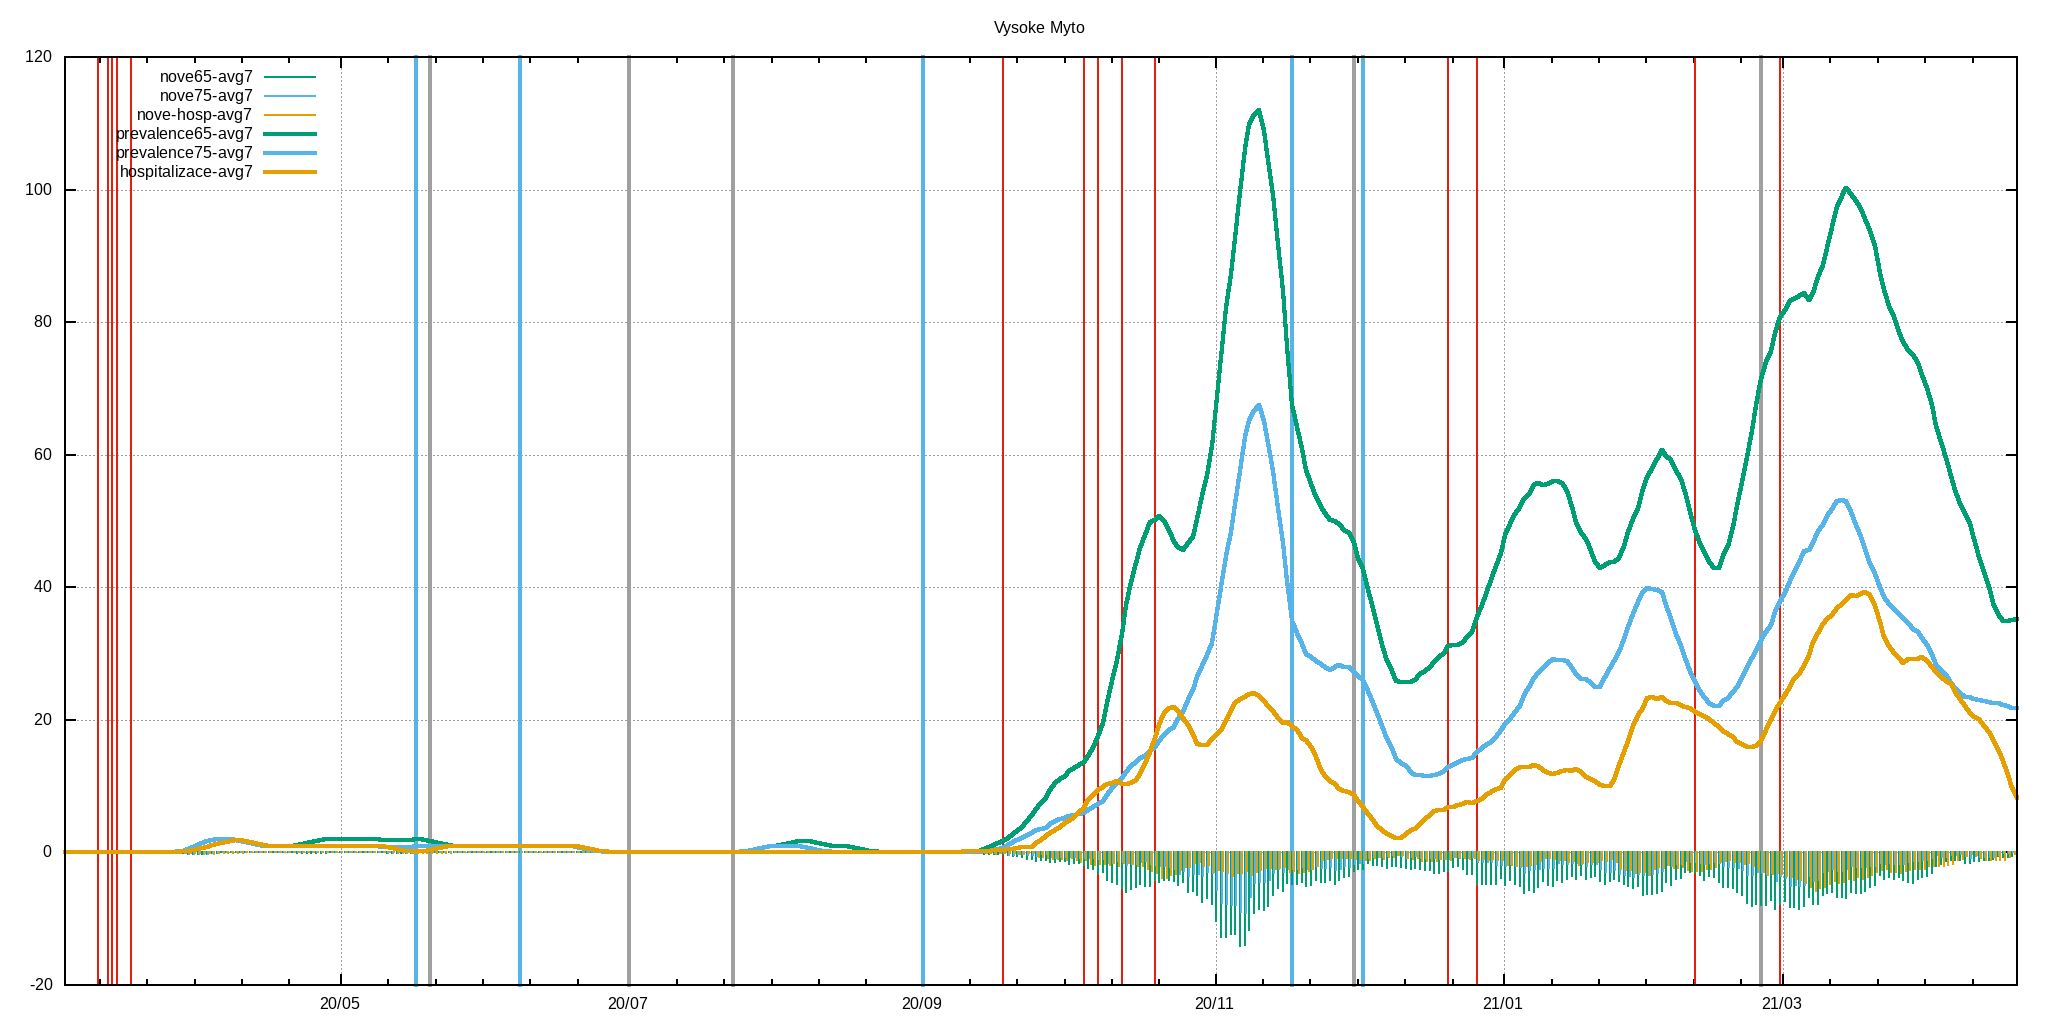 Vysoke Myto
120
100
80
60
40
20
0
-20
nove65-avg7
nove75-avg7
nove-hosp-avg7
prevalence65-avg7
prevalence75-avg7
hospitalizace-avg7
20/05 20/07 20/09 20/11 21/01 21/03